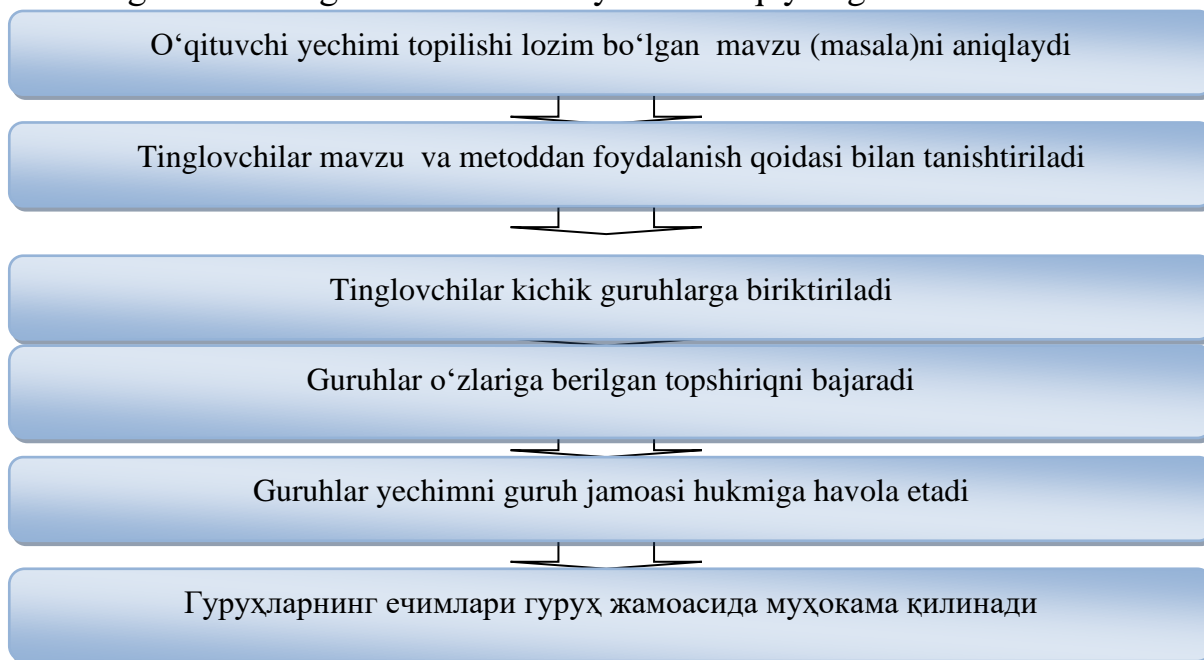 O‘qituvchi yechimi topilishi lozim bo‘lgan  mavzu (masala)ni aniqlaydi
Tinglovchilar mavzu  va metoddan foydalanish qoidasi bilan tanishtiriladi
Tinglovchilar kichik guruhlarga biriktiriladi
Guruhlar o‘zlariga berilgan topshiriqni bajaradi
Guruhlar yechimni guruh jamoasi hukmiga havola etadi
Гуруҳларнинг ечимлари гуруҳ жамоасида муҳокама қилинади